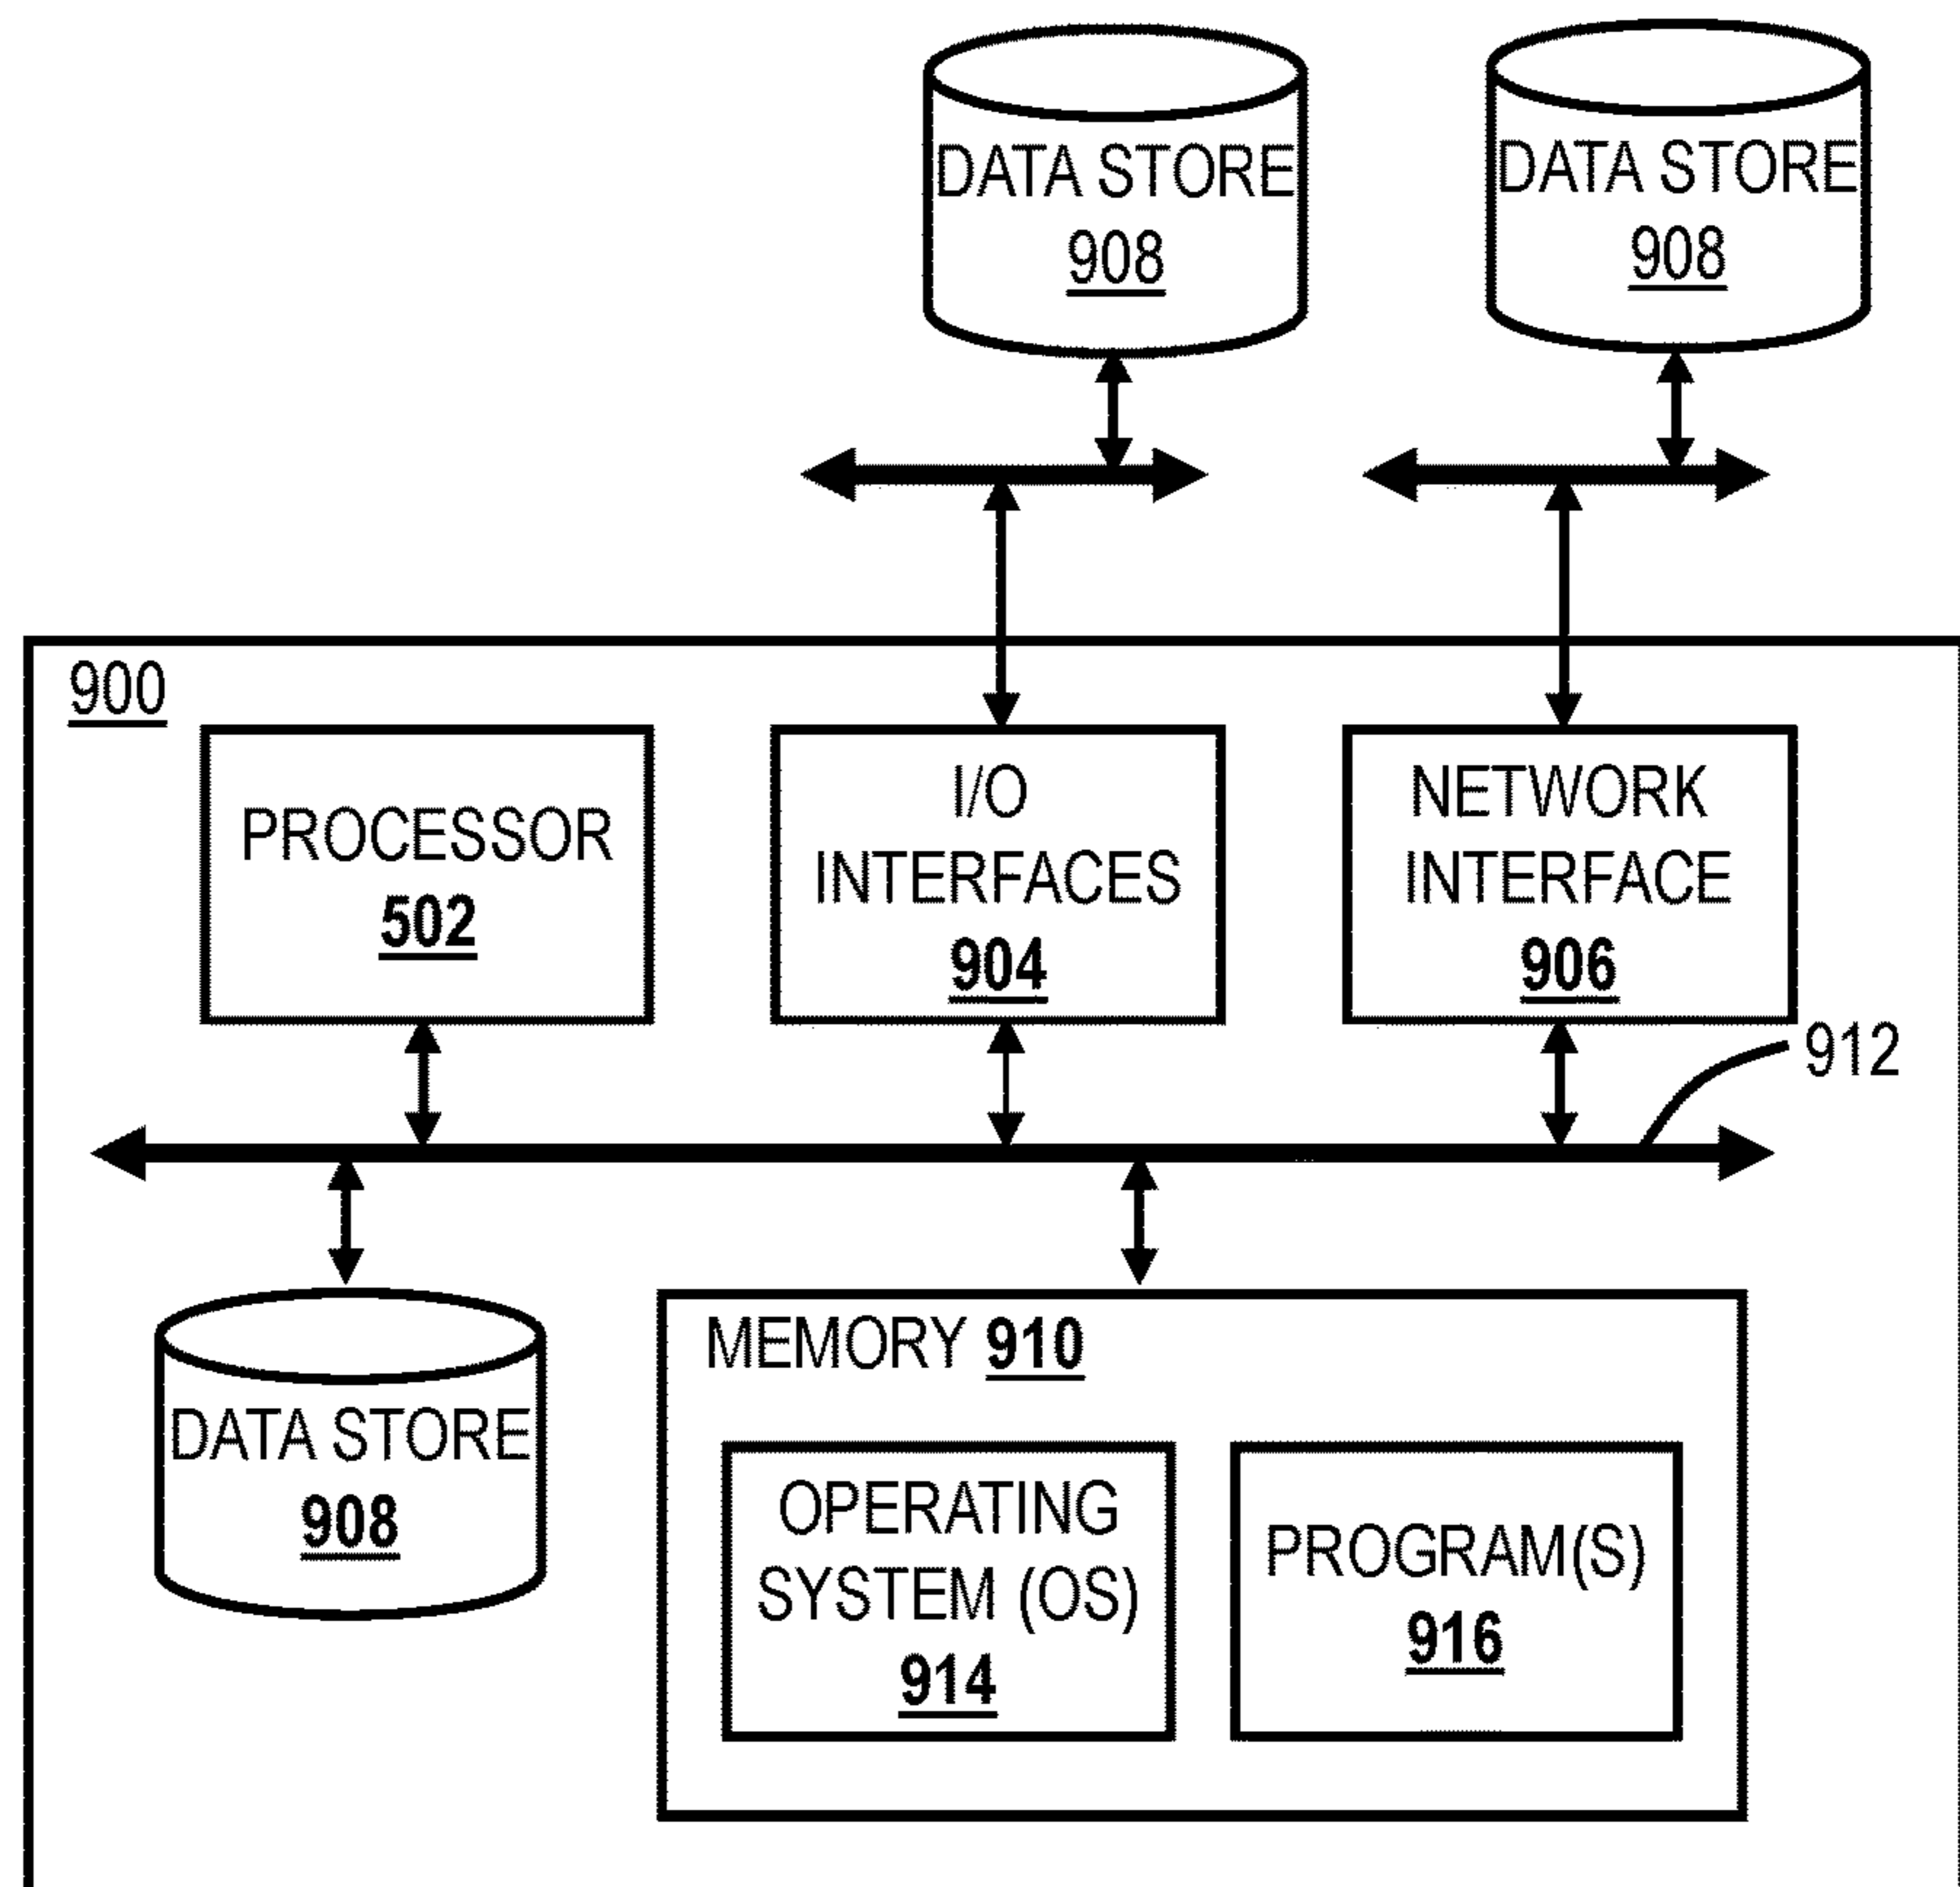 DATA STORE
908
DATA STORE
908
900
PROCESSOR
502
I/O
INTERFACES
904
NETWORK
INTERFACE
906
912
DATA STORE
908
MEMORY 910
OPERATING
SYSTEM (OS)
914
PROGRAM(S)
916